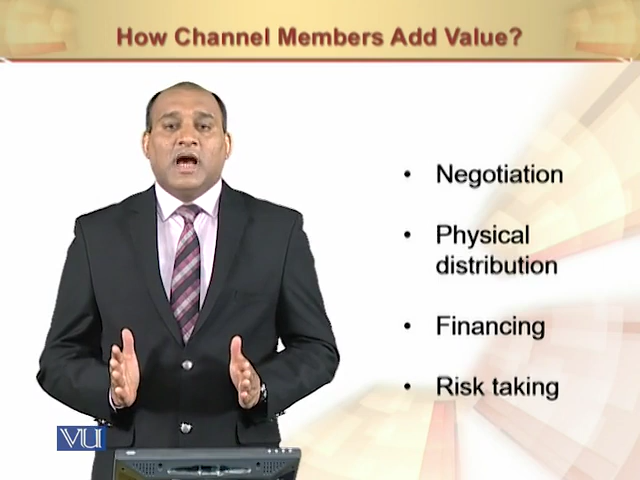 How Channel Members Add Value?
• Negotiation
• Physical
distribution
• Financing
• Risk taking
VU